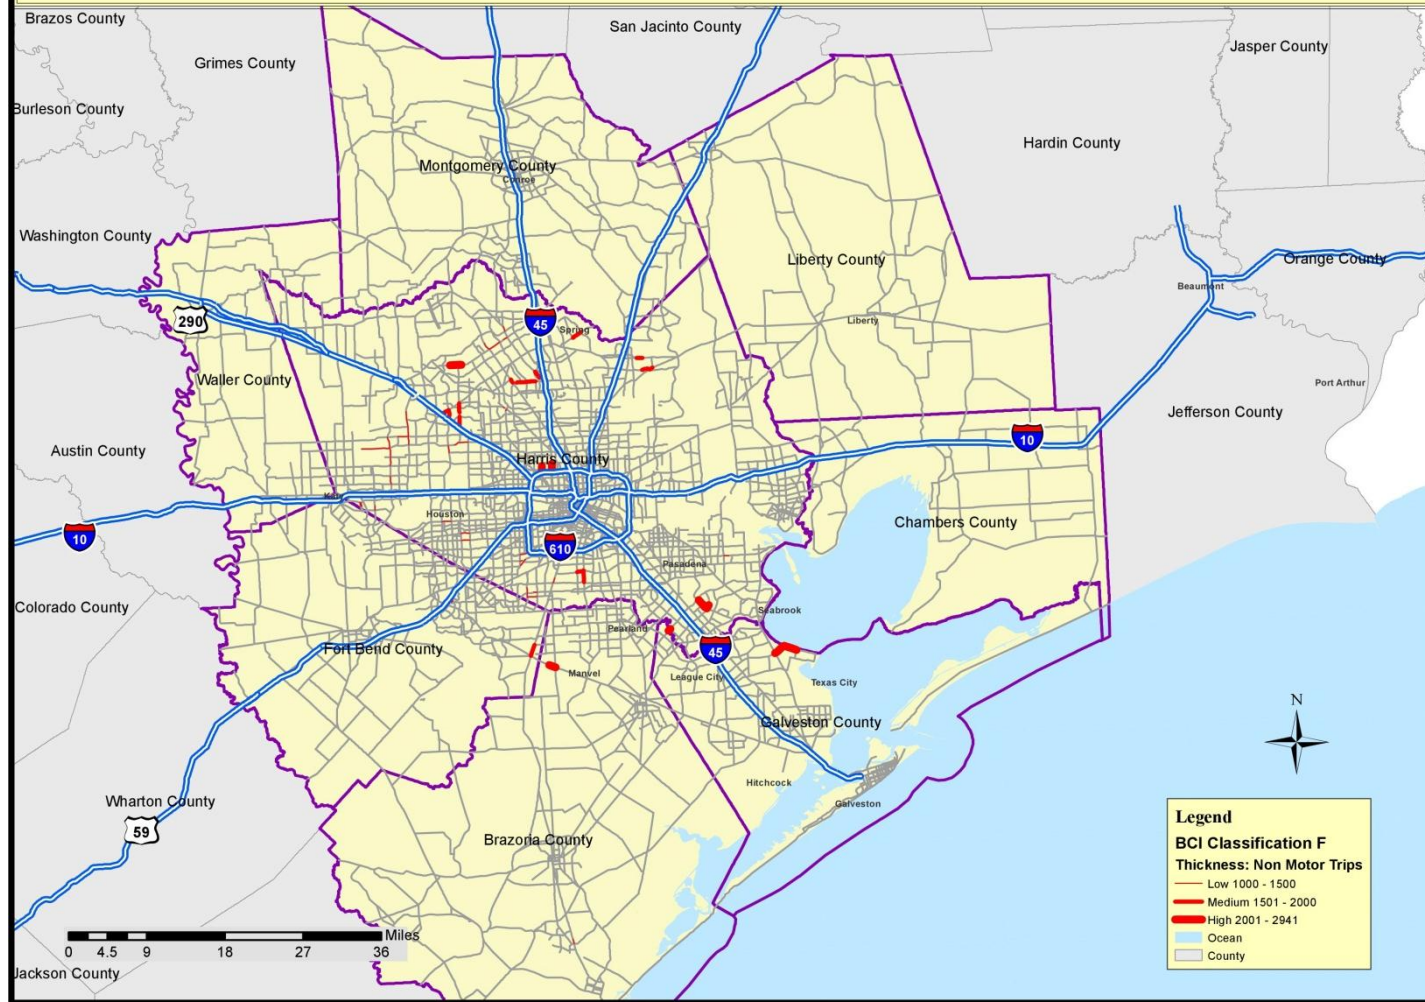 Brazos County
San Jacinto County
Jasper County
Grimes County
Burleson County
Hardin County
Montgomery County
Conroe
Washington County
Liberty County
Orange County
Beaumont
290
45
Spring
Liberty
Waller County
Port Arthur
Jefferson County
Austin County
10
Harris County
Katy
Houston
Chambers County
10
610
Pasadena
Colorado County
Seabrook
Pearland
Fort Bend County
45
Manvel
League City
Texas City
N
Galveston County
Hitchcock
Wharton County
Galveston
59
Brazoria County
Legend
BCI Classification F
Thickness: Non Motor Trips
Low 1000 - 1500
Medium 1501 - 2000
High 2001 - 2941
Ocean
County
Miles
0 4.5 9 18 27 36
Jackson County